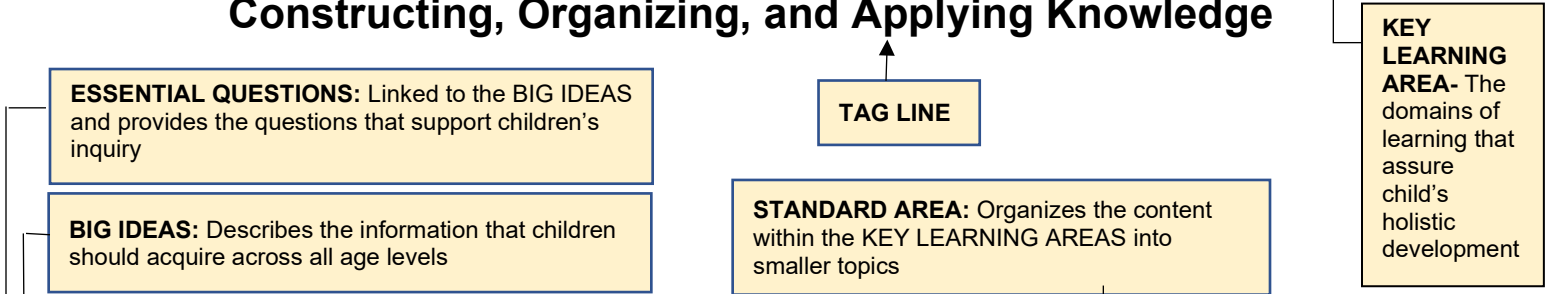 Constructing, Organizing, and Applying Knowledge
ESSENTIAL QUESTIONS: Linked to the BIG IDEAS
and provides the questions that support children’s
inquiry
BIG IDEAS: Describes the information that children
should acquire across all age levels
TAG LINE
STANDARD AREA: Organizes the content
within the KEY LEARNING AREAS into
smaller topics
KEY
LEARNING
AREA- The
domains of
learning that
assure
child’s
holistic
development